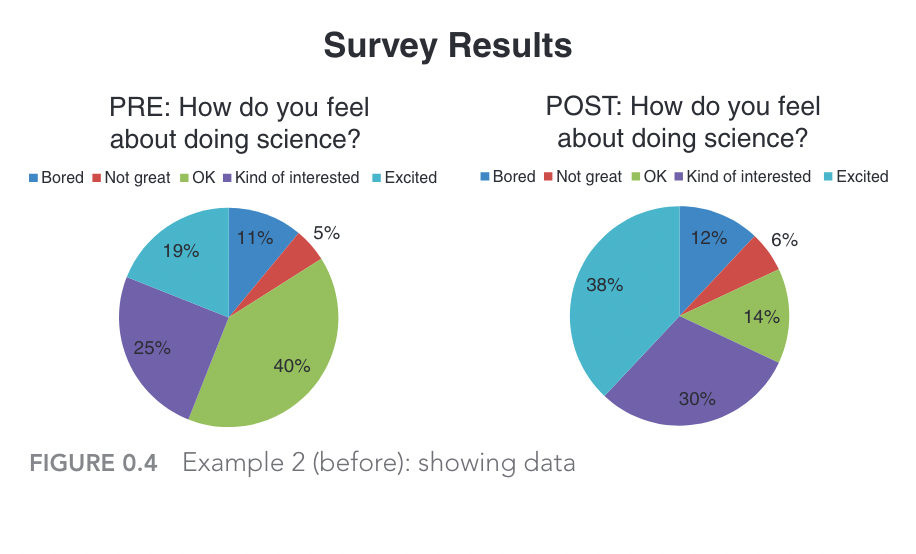 Survey Results
PRE: How do you feel
about doing science?
Bored Not great OK Kind of interested Excited
11%
5%
40%
25%
19%
POST: How do you feel
about doing science?
Bored Not great OK Kind of interested Excited
12%
6%
14%
30%
38%
FIGURE 0.4 Example 2 (before): showing data